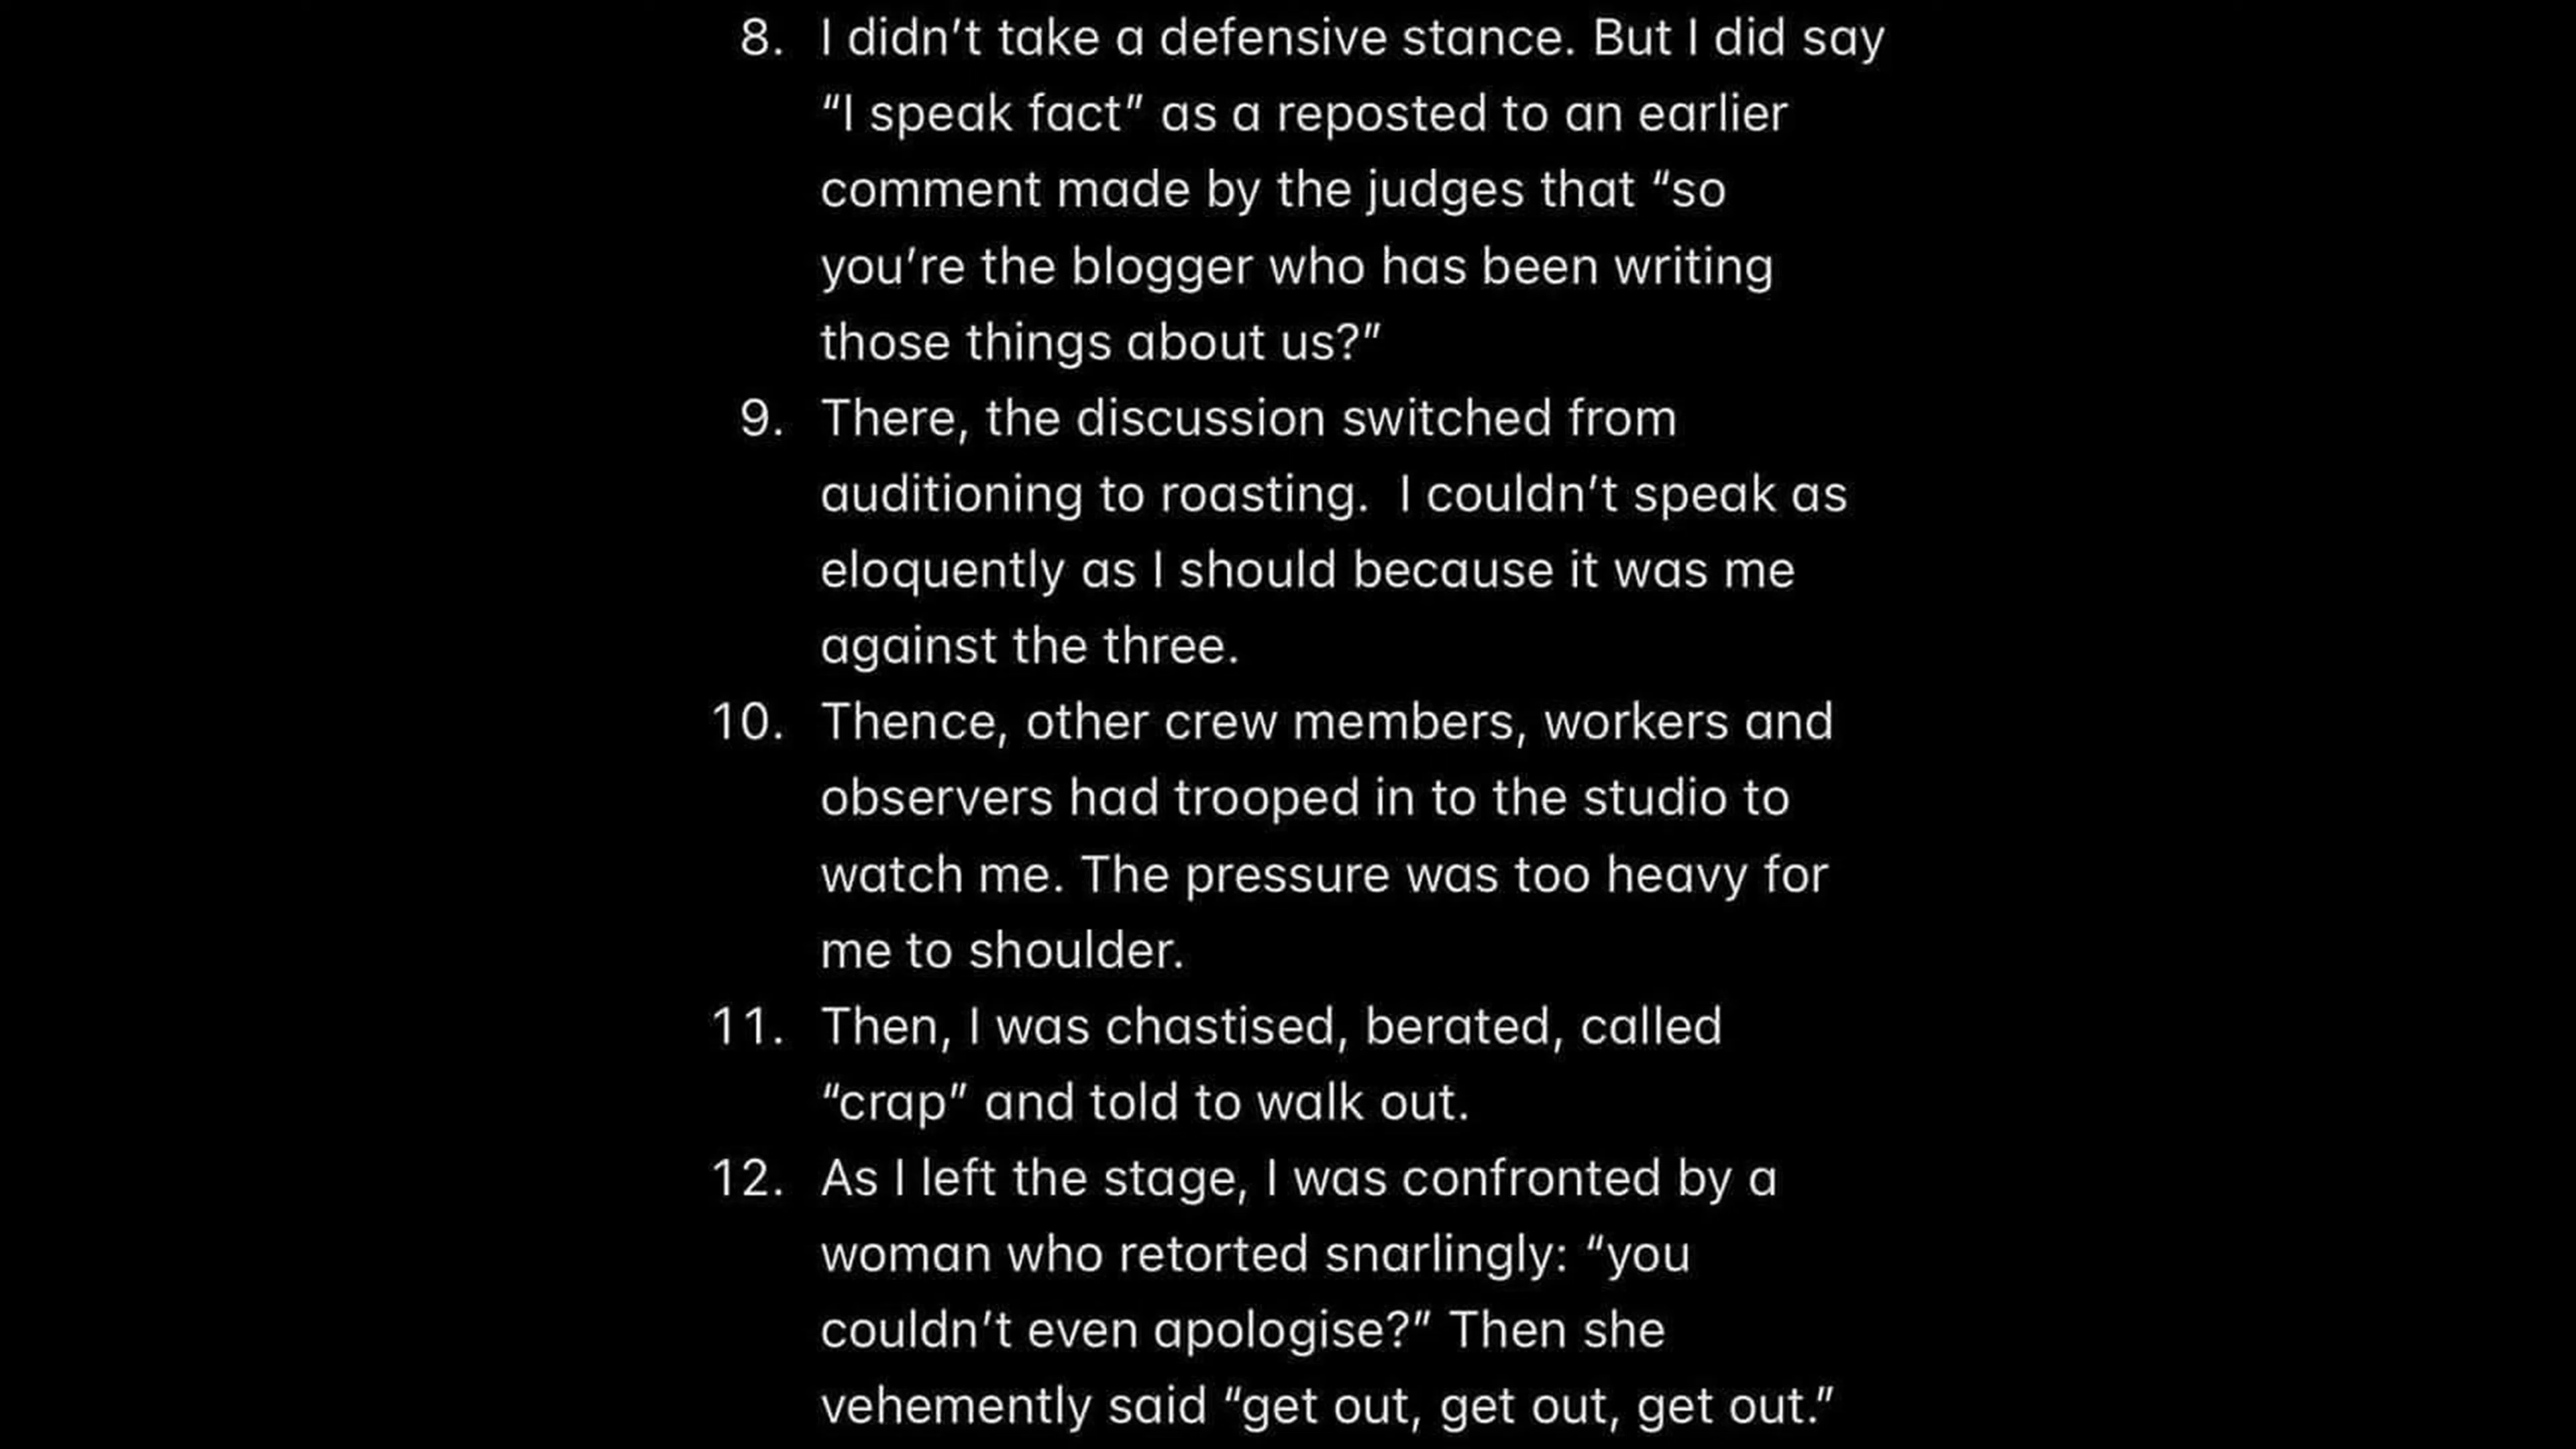 8. I didn’t take a defensive stance. But I did say
“I speak fact” as a reposted to an earlier
comment made by the judges that “so
you’re the blogger who has been writing
those things about us?”
9. There, the discussion switched from
auditioning to roasting.  I couldn’t speak as
eloquently as I should because it was me
against the three.
10. Thence, other crew members, workers and
observers had trooped in to the studio to
watch me. The pressure was too heavy for
me to shoulder.
11. Then, I was chastised, berated, called
“crap” and told to walk out.
12. As I left the stage, I was confronted by a
woman who retorted snarlingly: “you
couldn’t even apologise?” Then she
vehemently said “get out, get out, get out.”